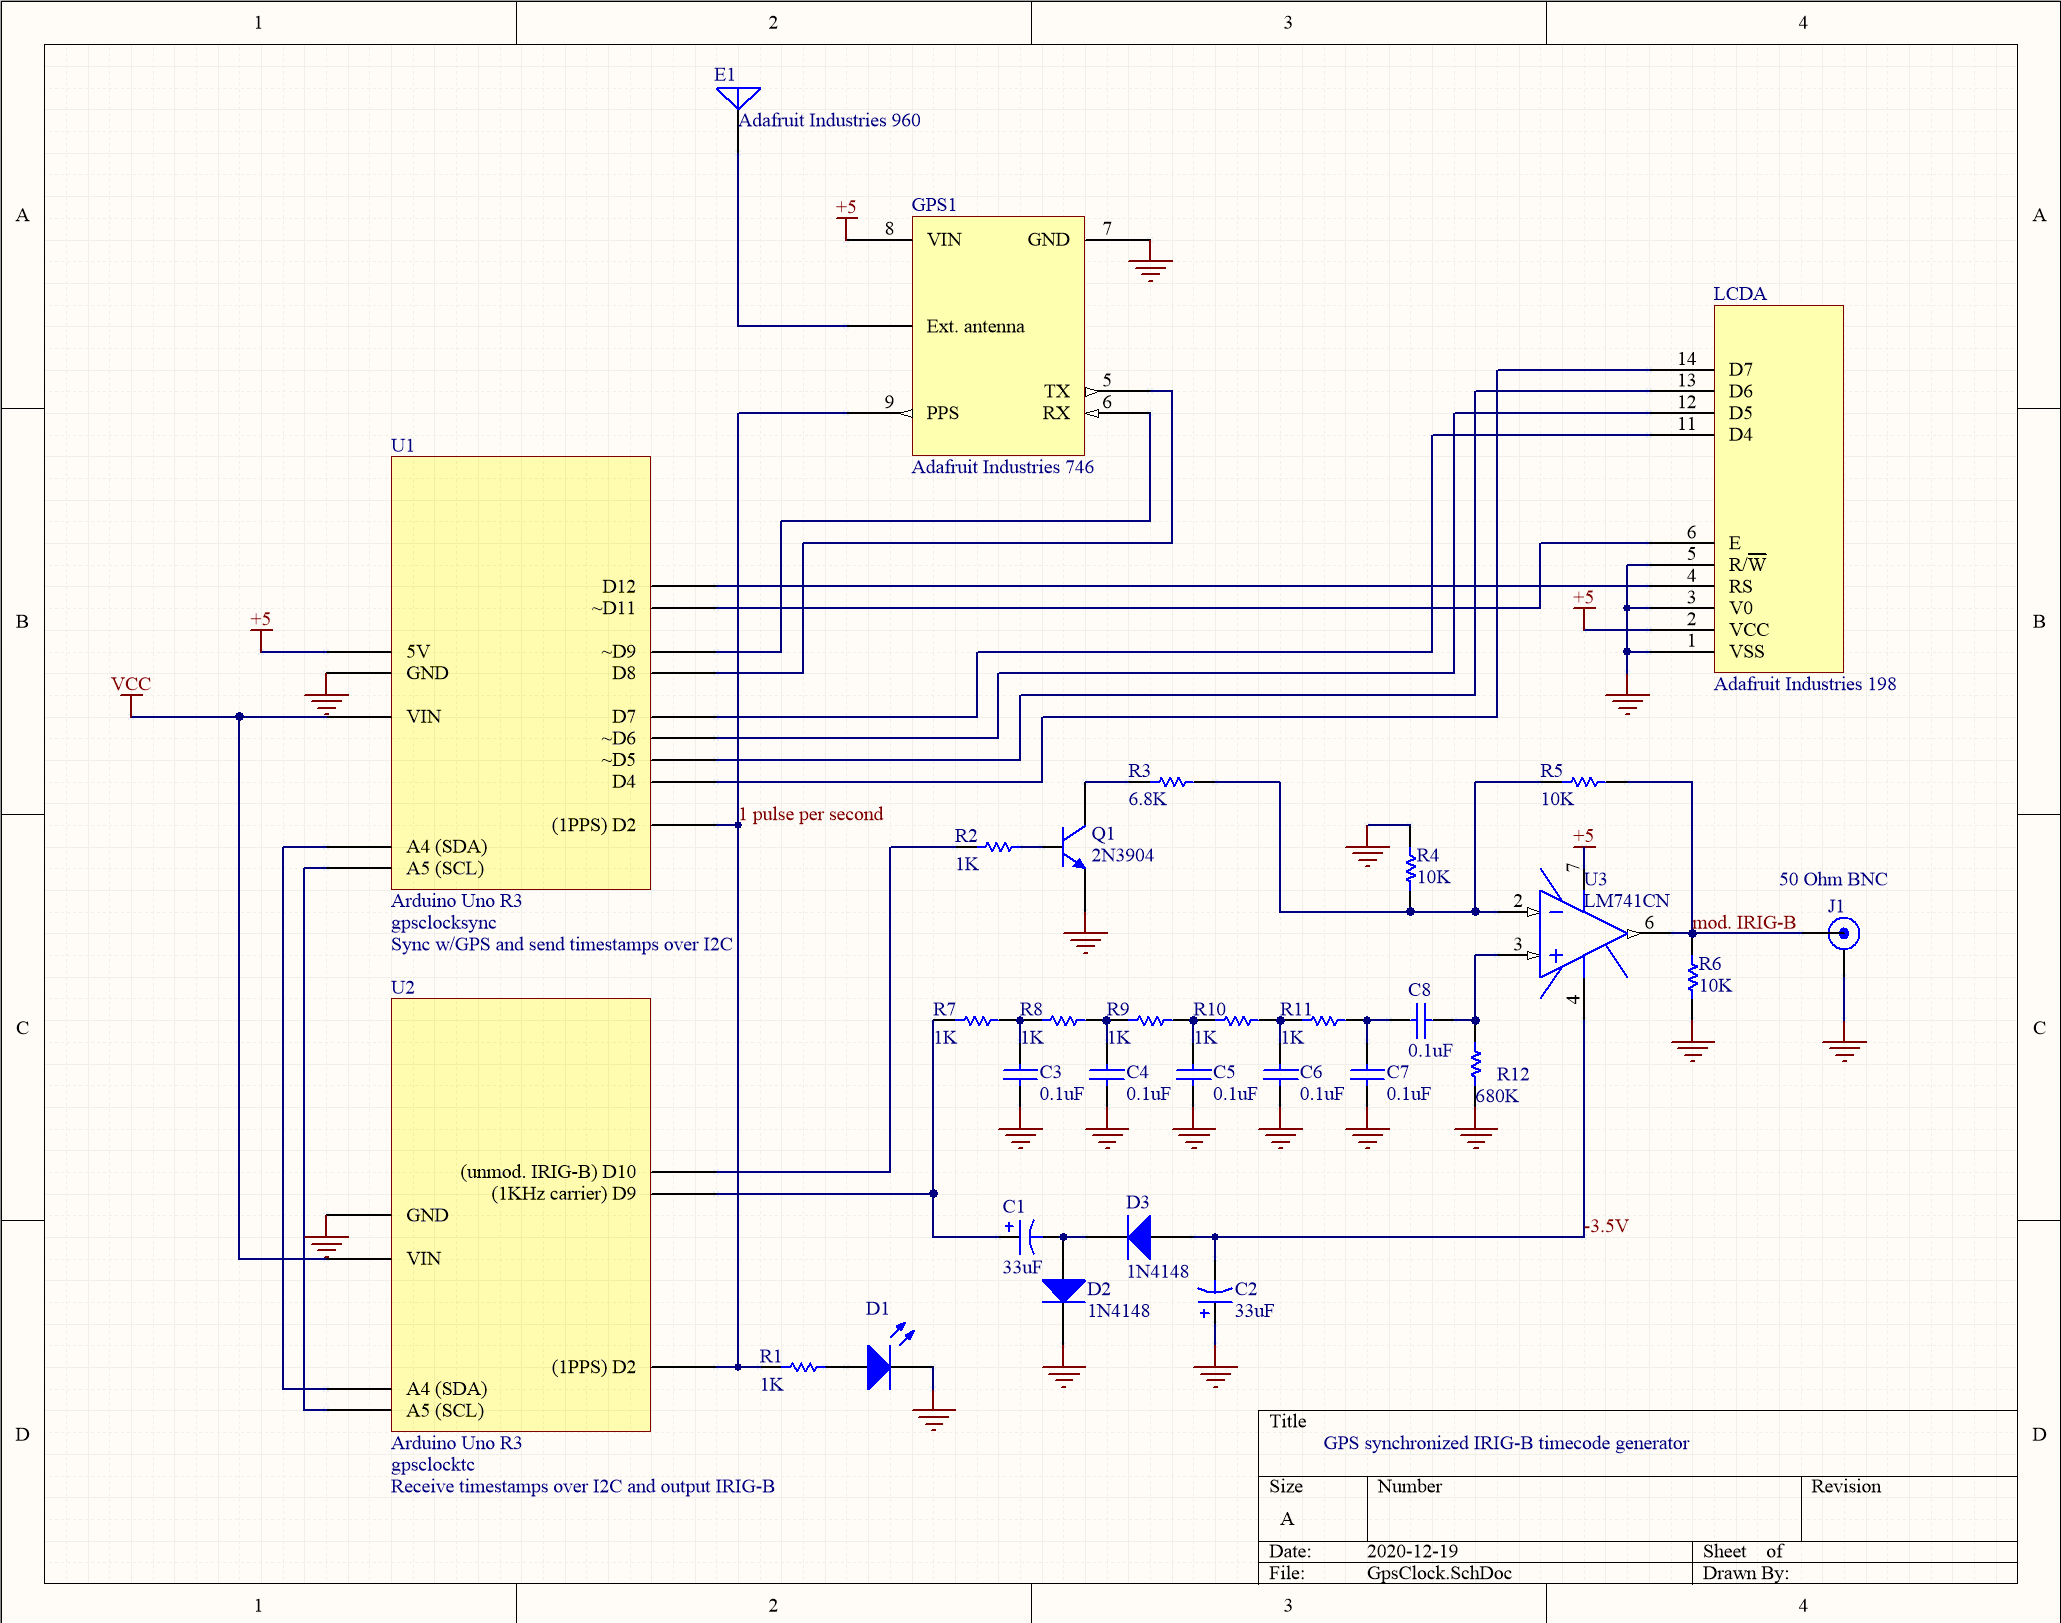 1 2 3 4
A A
B B
C C
D D
E1
Adafruit Industries 960
GPS1
+5
8 VIN GND 7
Ext. antenna
TX 5
9 PPS RX 6
Adafruit Industries 746
LCDA
14 D7
13 D6
12 D5
11 D4
6 E
5 R/W
4 RS
3 V0
+5
2 VCC
1 VSS
Adafruit Industries 198
U1
D12
~D11
+5
5V ~D9
GND D8
VCC
VIN D7
~D6
~D5
D4
(1PPS) D2
1 pulse per second
A4 (SDA)
A5 (SCL)
Arduino Uno R3
gpsclocksync
Sync w/GPS and send timestamps over I2C
R3
6.8K
R2
1K
Q1
2N3904
R4
10K
R5
10K
+5
7
U3
LM741CN
2
3
6
4
mod. IRIG-B
50 Ohm BNC
J1
R6
10K
R7 R8 R9 R10 R11
1K 1K 1K 1K 1K
C8
0.1uF
C3 C4 C5 C6 C7
0.1uF 0.1uF 0.1uF 0.1uF 0.1uF
R12
680K
U2
(unmod. IRIG-B) D10
(1KHz carrier) D9
GND
VIN
(1PPS) D2
A4 (SDA)
A5 (SCL)
Arduino Uno R3
gpsclocktc
Receive timestamps over I2C and output IRIG-B
C1
+
33uF
D3
1N4148
D2
1N4148
C2
+
33uF
-3.5V
D1
R1
1K
Title
GPS synchronized IRIG-B timecode generator
Size Number Revision
A
Date: 2020-12-19 Sheet of
File: GpsClock.SchDoc Drawn By:
1 2 3 4